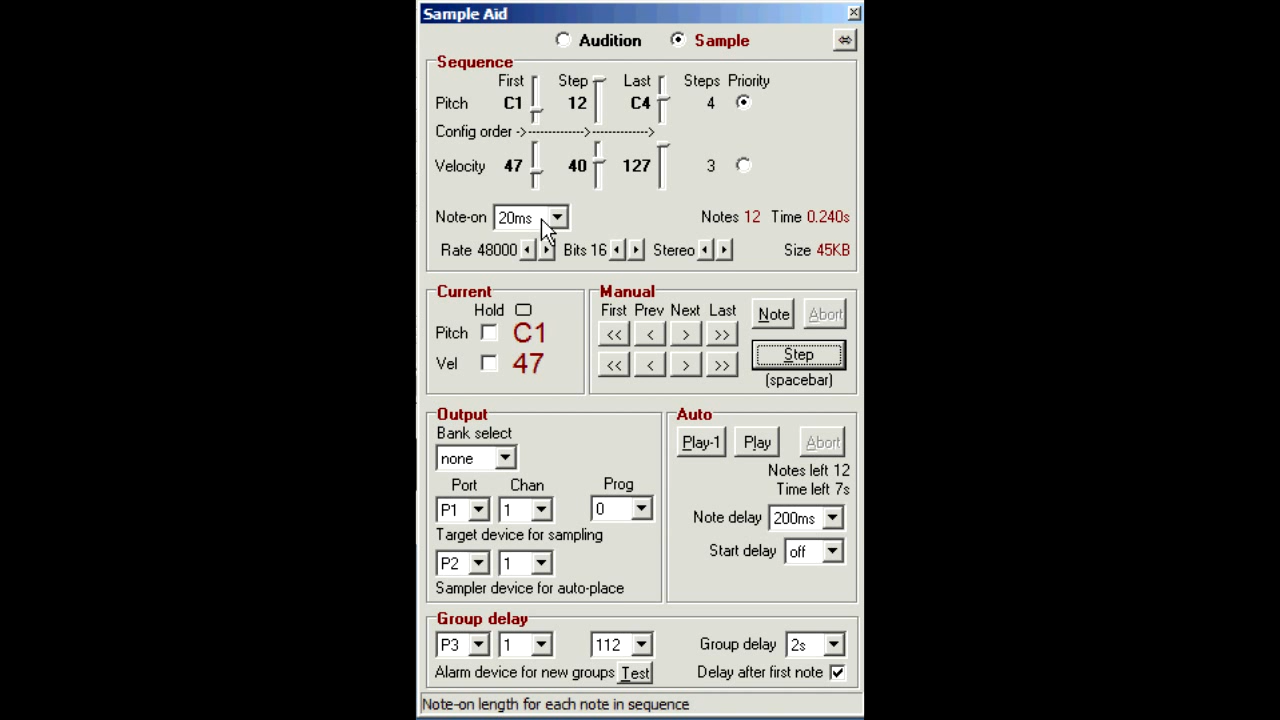 Sample Aid
Audition Sample
Sequence
First Step Last Steps Priority
Pitch C1 12 C4 4
Config order ->--------------->--------------->
Velocity 47 40 127 3
Note-on 20ms Notes 12 Time 0.240s
Rate 48000 Bits 16 Stereo Size 45KB
Current Manual
Hold First Prev Next Last Note Abort
Pitch C1 << < > >>
Step
Vel 47 << < > >>
(spacebar)
Output Auto
Bank select
none Play-1 Play Abort
Notes left 12
Port Chan Prog Time left 7s
P1 1 0 Note delay 200ms
Target device for sampling
Start delay off
P2 1
Sampler device for auto-place
Group delay
P3 1 112 Group delay 2s
Alarm device for new groups Test Delay after first note
Note-on length for each note in sequence